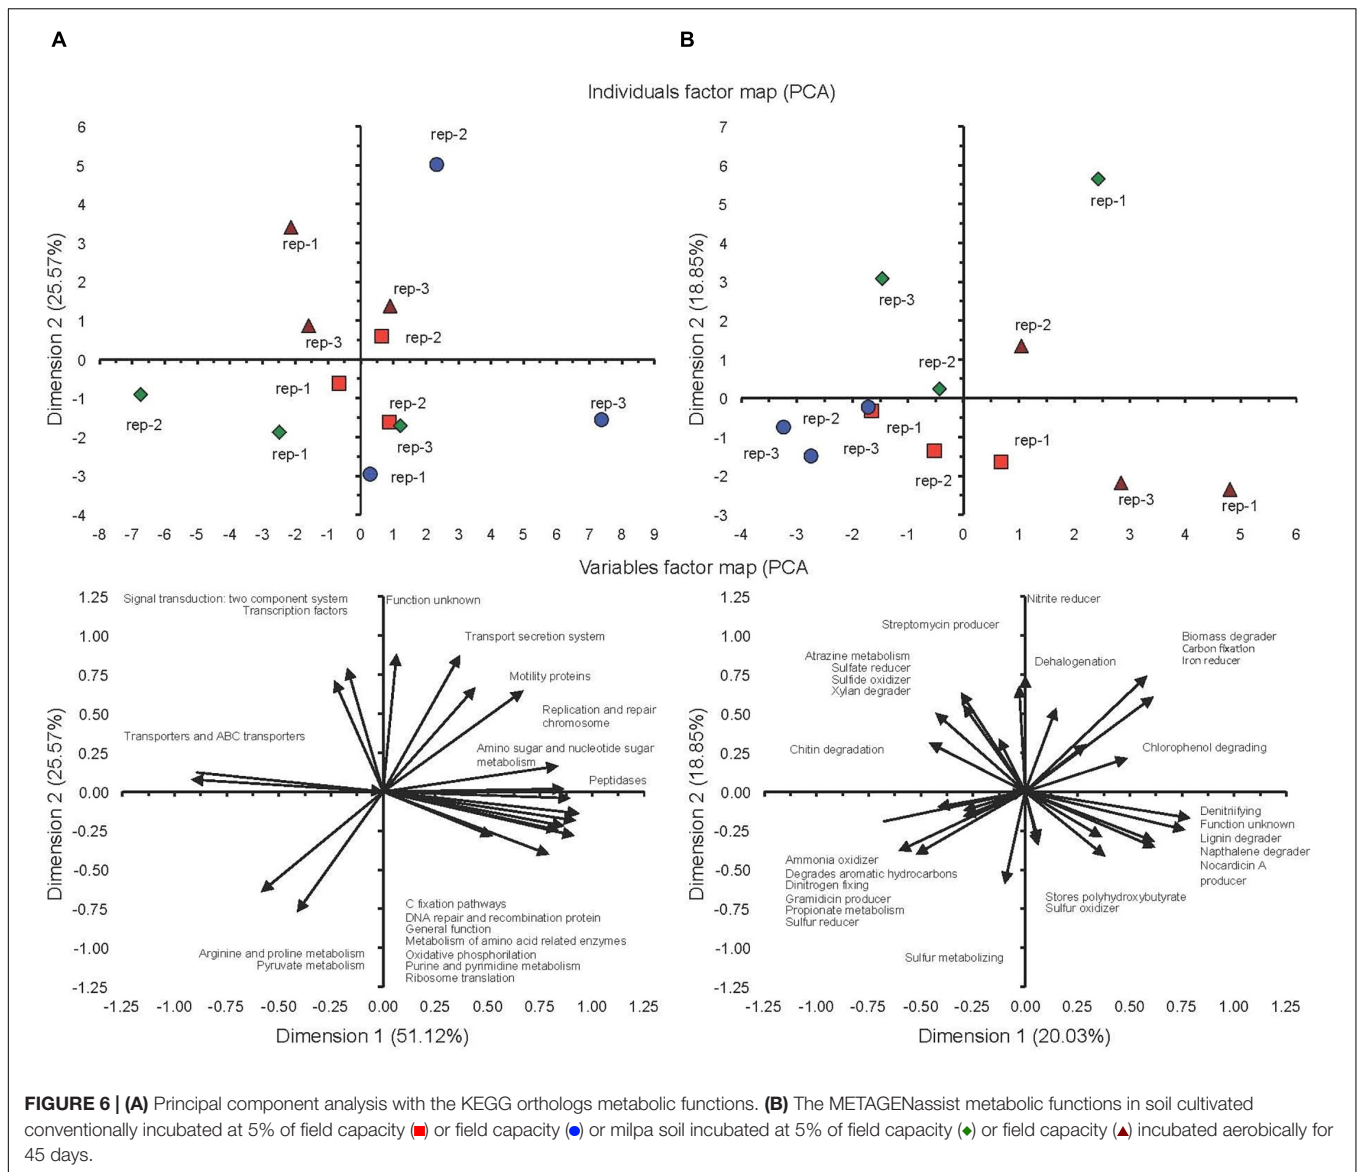 A
B
Individuals factor map (PCA)
6
5
4
3
2
1
0
-1
-2
-3
-4
Dimension 2 (25.57%)
rep-2
rep-1
rep-3
rep-3
rep-2
rep-1
rep-2
rep-3
rep-2
rep-1
rep-3
rep-1
-8 -7 -6 -5 -4 -3 -2 -1 0 1 2 3 4 5 6 7 8 9
7
6
5
4
3
2
1
0
-1
-2
-3
Dimension 2 (18.85%)
rep-1
rep-3
rep-2
rep-2
rep-2
rep-1
rep-1
rep-3
rep-3
rep-2
rep-3
rep-1
-4 -3 -2 -1 0 1 2 3 4 5 6
Variables factor map (PCA
1.25
1.00
0.75
0.50
0.25
0.00
-0.25
-0.50
-0.75
-1.00
-1.25
Dimension 2 (25.57%)
Signal transduction: two component system
Transcription factors
Function unknown
Transport secretion system
Motility proteins
Replication and repair
chromosome
Transporters and ABC transporters
Amino sugar and nucleotide sugar
metabolism
Peptidases
C fixation pathways
DNA repair and recombination protein
General function
Metabolism of amino acid related enzymes
Oxidative phosphorilation
Purine and pyrimidine metabolism
Ribosome translation
Arginine and proline metabolism
Pyruvate metabolism
-1.25 -1.00 -0.75 -0.50 -0.25 0.00 0.25 0.50 0.75 1.00 1.25
Dimension 1 (51.12%)
1.25
1.00
0.75
0.50
0.25
0.00
-0.25
-0.50
-0.75
-1.00
-1.25
Dimension 2 (18.85%)
Nitrite reducer
Streptomycin producer
Biomass degrader
Carbon fixation
Iron reducer
Atrazine metabolism
Sulfate reducer
Sulfide oxidizer
Xylan degrader
Dehalogenation
Chitin degradation
Chlorophenol degrading
Denitriifying
Function unknown
Lignin degrader
Napthalene degrader
Nocardicin A
producer
Ammonia oxidizer
Degrades aromatic hydrocarbons
Dinitrogen fixing
Gramidicin producer
Propionate metabolism
Sulfur reducer
Stores polyhydroxybutyrate
Sulfur oxidizer
Sulfur metabolizing
-1.25 -1.00 -0.75 -0.50 -0.25 0.00 0.25 0.50 0.75 1.00 1.25
Dimension 1 (20.03%)
FIGURE 6 | (A) Principal component analysis with the KEGG orthologs metabolic functions. (B) The METAGENassist metabolic functions in soil cultivated
conventionally incubated at 5% of field capacity (■) or field capacity (●) or milpa soil incubated at 5% of field capacity (◆) or field capacity (▲) incubated aerobically for
45 days.